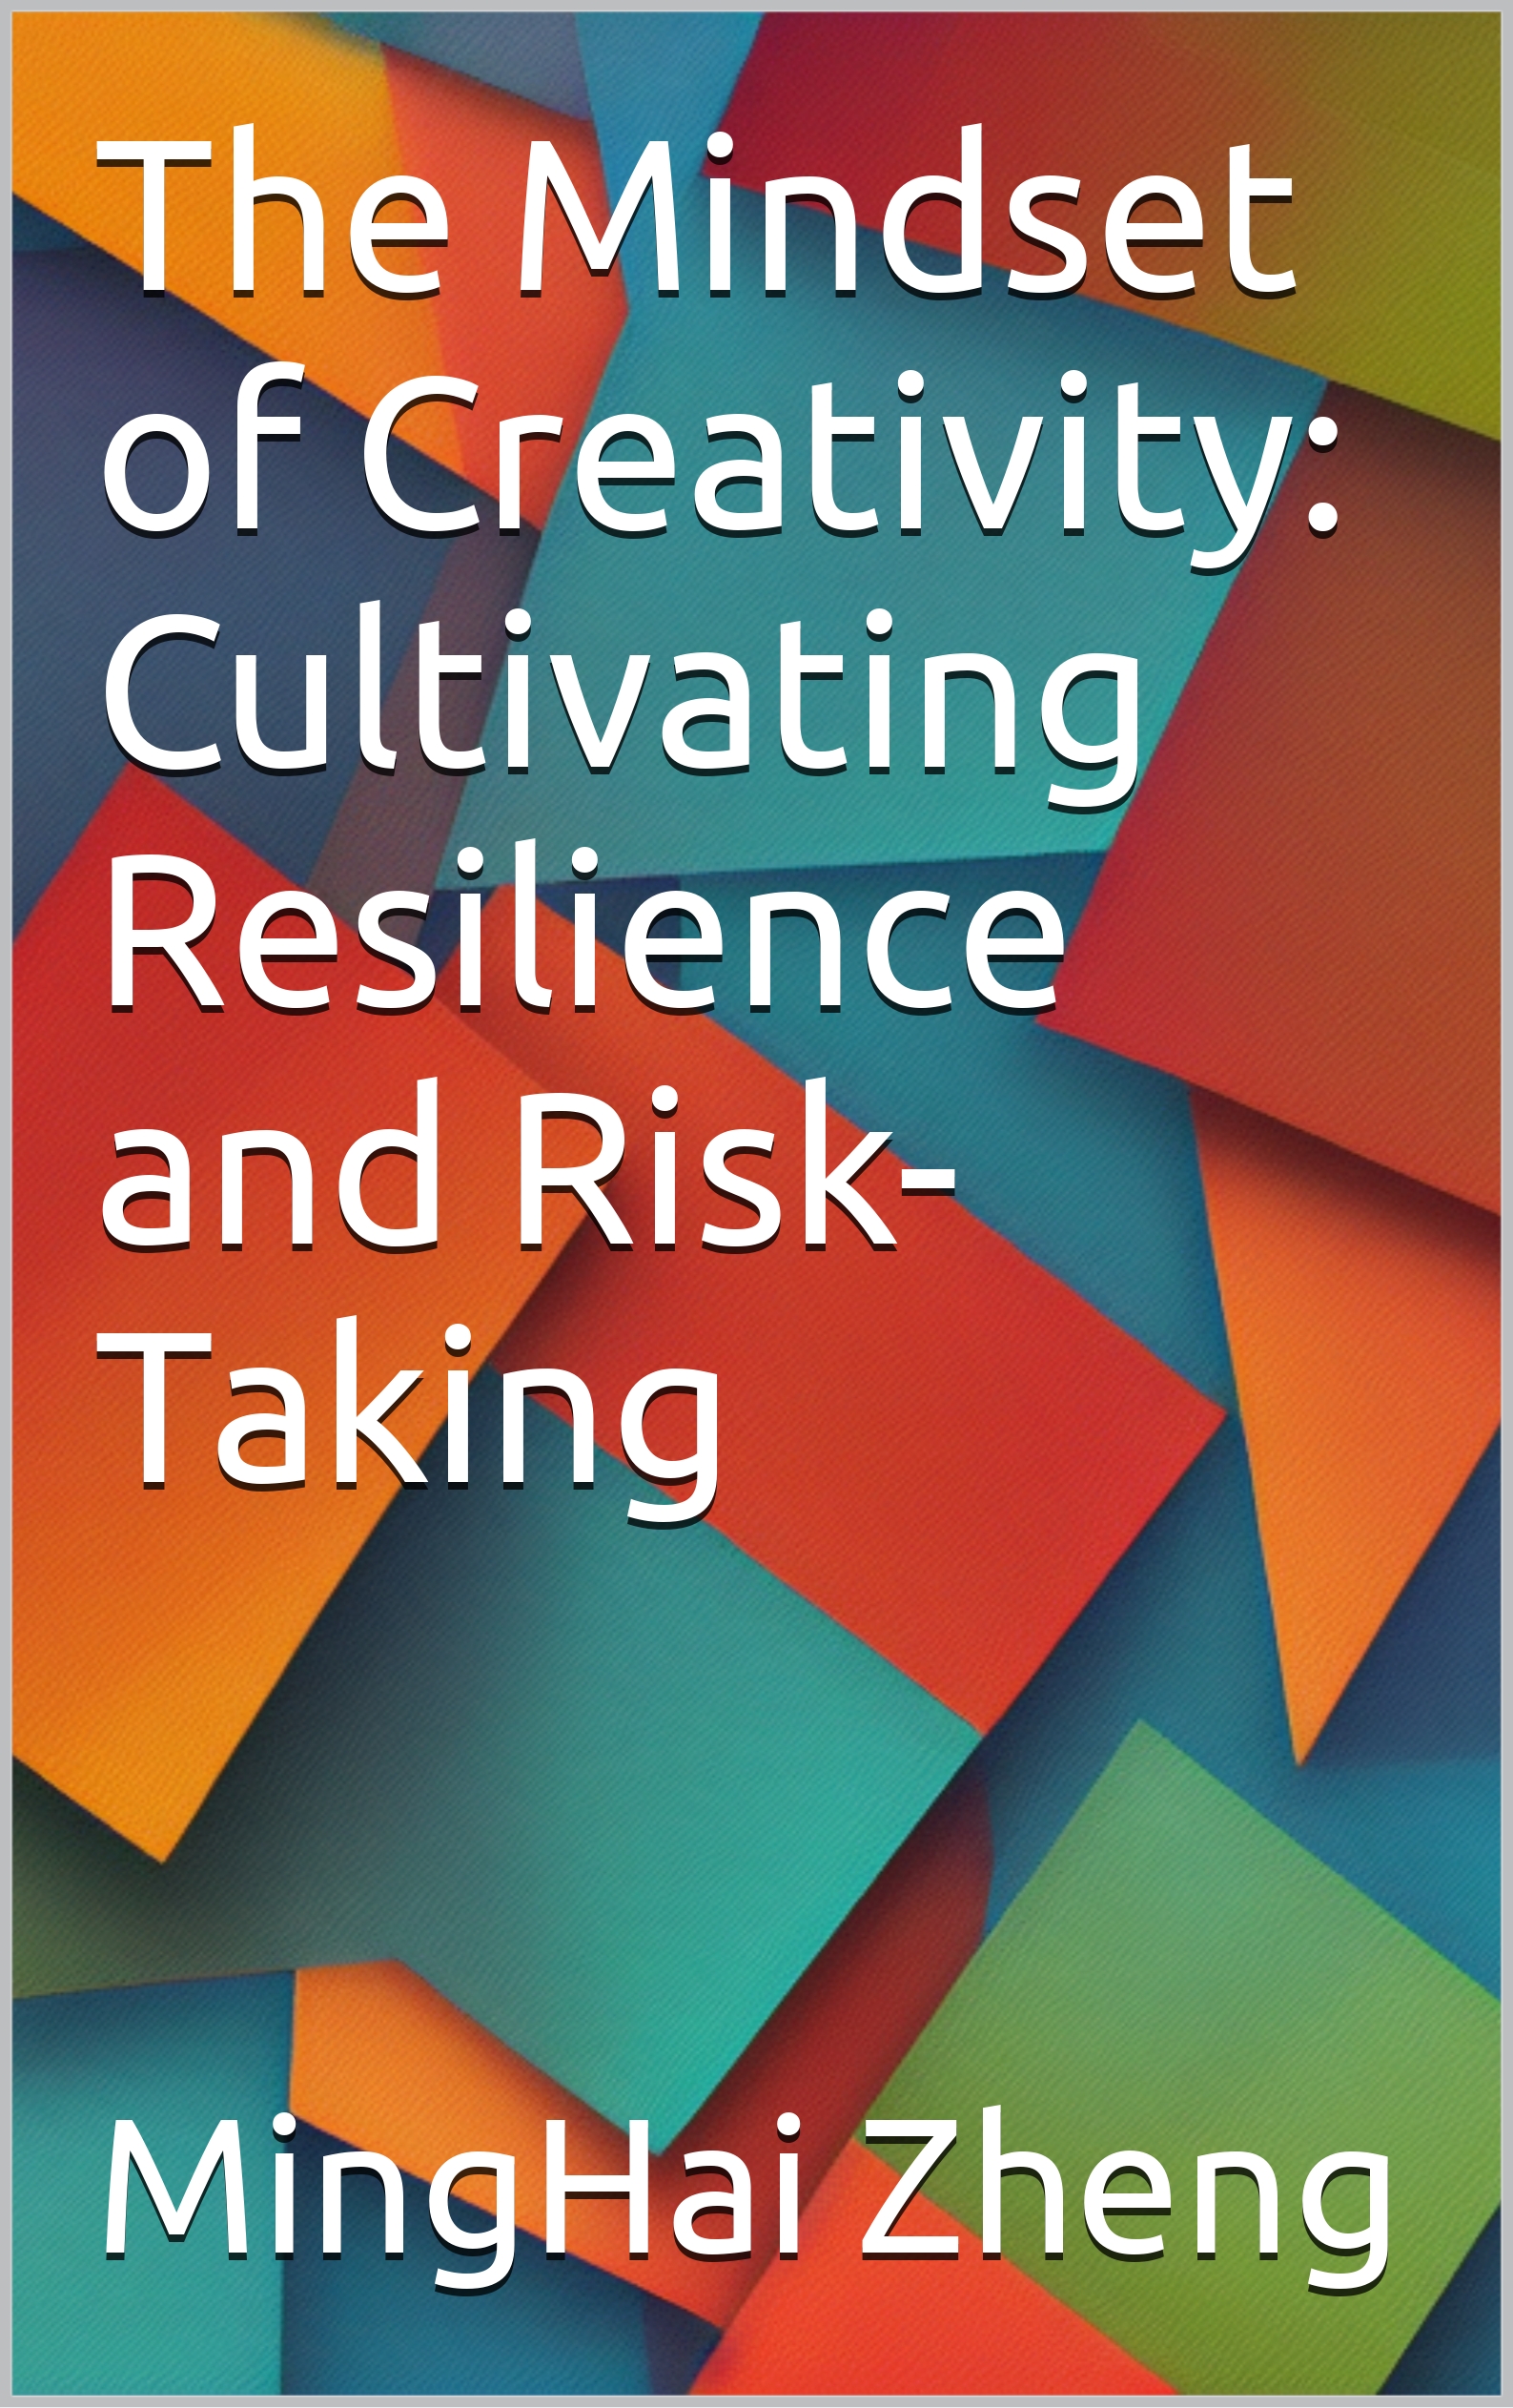 The Mindset
of Creativity:
Cultivating
Resilience
and Risk-
Taking
MingHai Zheng